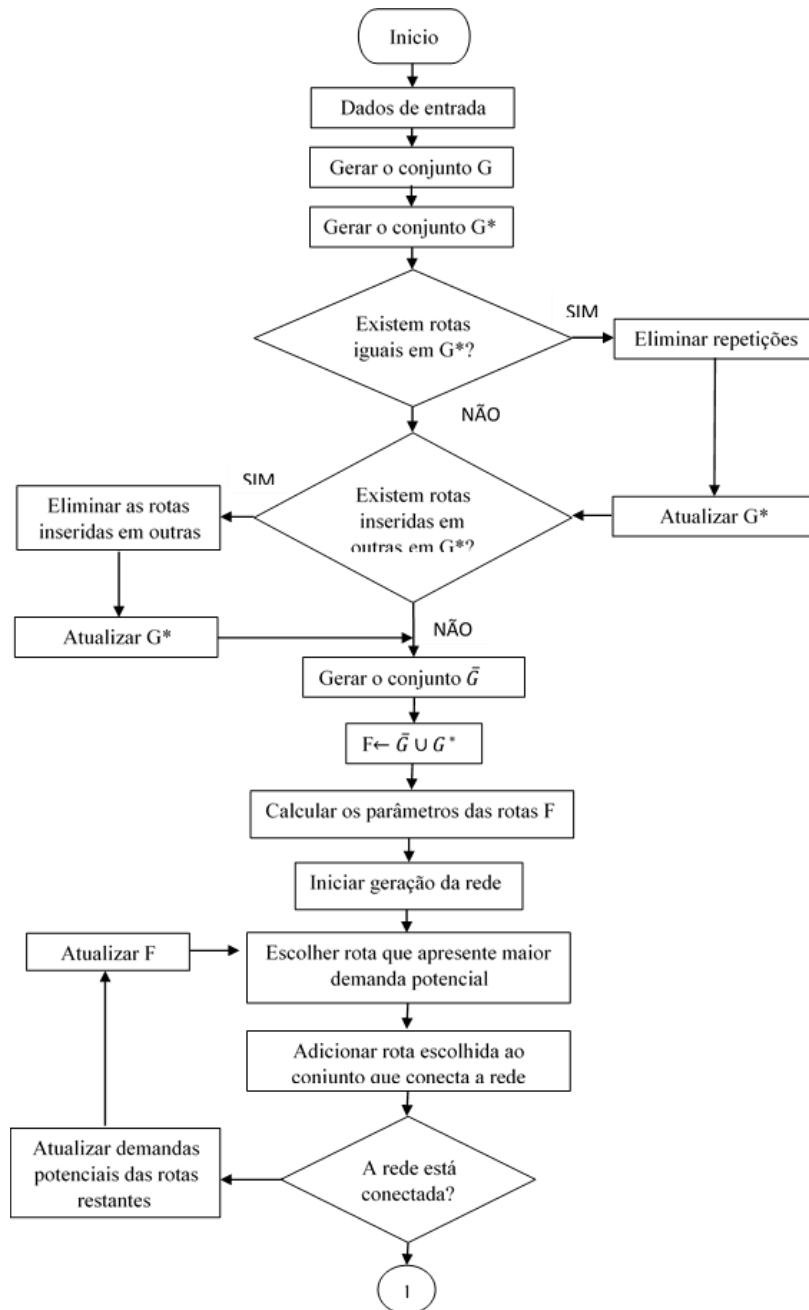 Inicio
Dados de entrada
Gerar o conjunto G
Gerar o conjunto G*
Existem rotas
iguais em G*?
SIM
Eliminar repetições
NÃO
Atualizar G*
Existem rotas
inseridas em
outras em G*?
SIM
Eliminar as rotas
inseridas em outras
Atualizar G*
NÃO
Gerar o conjunto Ḡ
F← Ḡ ∪ G*
Calcular os parâmetros das rotas F
Iniciar geração da rede
Escolher rota que apresente maior
demanda potencial
Atualizar F
Adicionar rota escolhida ao
conjunto que conecta a rede
A rede está
conectada?
Atualizar demandas
potenciais das rotas
restantes
1